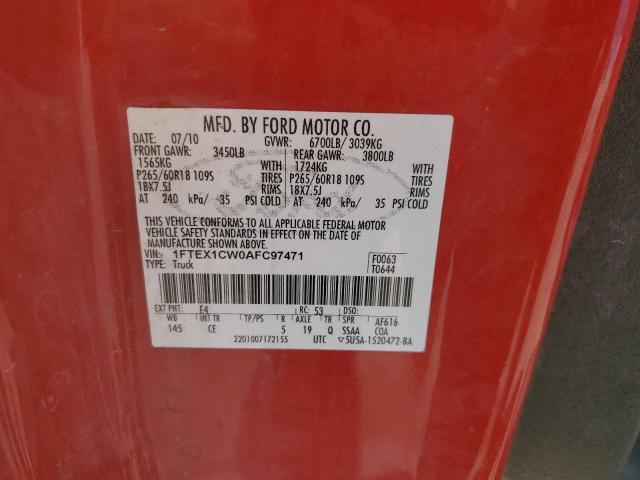 MFD. BY FORD MOTOR CO.
DATE: 07/10 GVWR: 6700LB/ 3039KG
FRONT GAWR: 3450LB REAR GAWR: 3800LB
1565KG WITH 1724KG WITH
P265/60R18 109S TIRES P265/60R18 109S TIRES
18X7.5J RIMS 18X7.5J RIMS
AT 240 kPa/ 35 PSI COLD AT 240 kPa/ 35 PSI COLD
THIS VEHICLE CONFORMS TO ALL APPLICABLE FEDERAL MOTOR
VEHICLE SAFETY STANDARDS IN EFFECT ON THE DATE OF
MANUFACTURE SHOWN ABOVE.
VIN: 1FTEX1CW0AFC97471 F0063
TYPE: Truck T0644
EXT PNT: F4 RC: 53 AF616
WB INT TR TP/PS R AXLE TR SPR COA
145 CE 5 19 Q SSAA
2201007172155 UTC ▽5U5A-1520472-BA